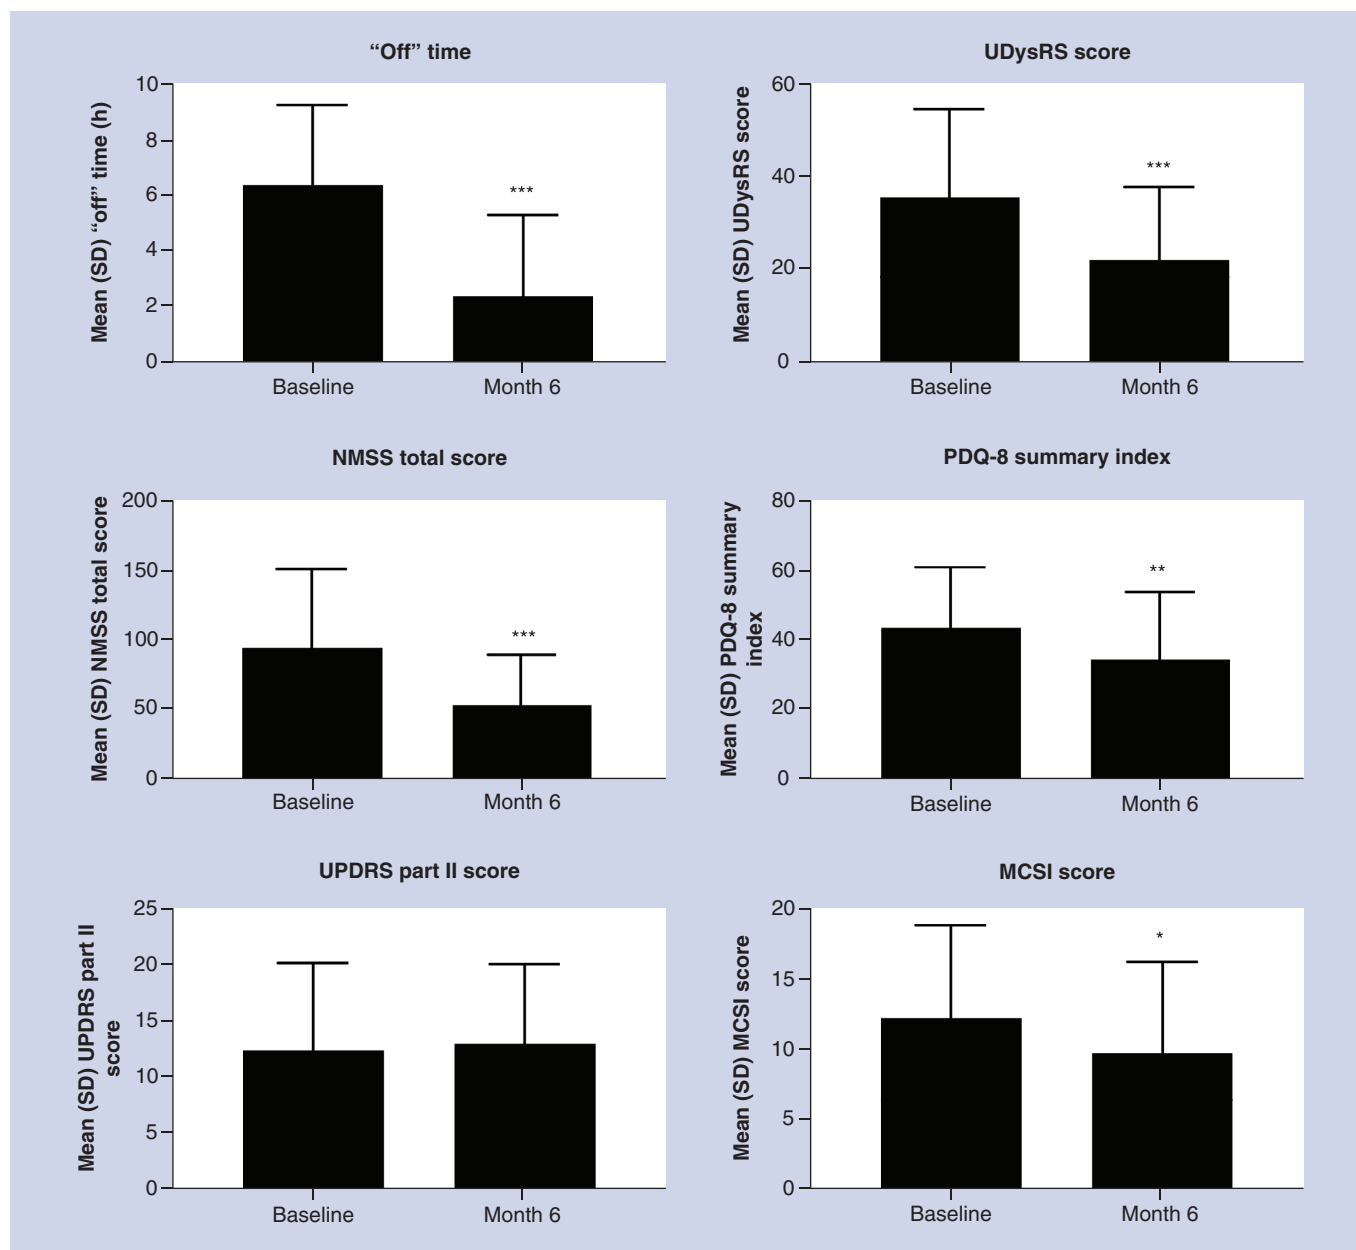 “Off” time
Mean (SD) “off” time (h)
10
8
6
4
2
0
***
Baseline
Month 6
UDysRS score
Mean (SD) UDysRS score
60
40
20
0
***
Baseline
Month 6
NMSS total score
Mean (SD) NMSS total score
200
150
100
50
0
***
Baseline
Month 6
PDQ-8 summary index
Mean (SD) PDQ-8 summary
index
80
60
40
20
0
**
Baseline
Month 6
UPDRS part II score
Mean (SD) UPDRS part II
score
25
20
15
10
5
0
Baseline
Month 6
MCSI score
Mean (SD) MCSI score
20
15
10
5
0
*
Baseline
Month 6